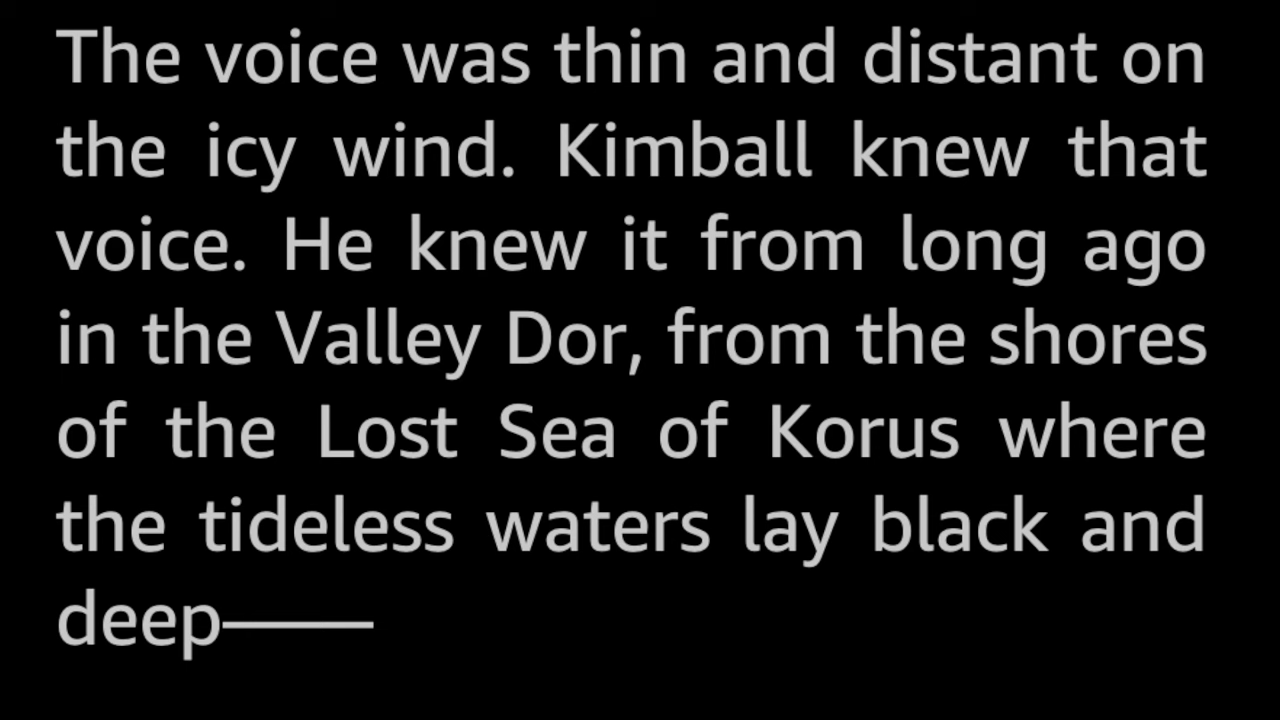 The voice was thin and distant on
the icy wind. Kimball knew that
voice. He knew it from long ago
in the Valley Dor, from the shores
of the Lost Sea of Korus where
the tideless waters lay black and
deep——